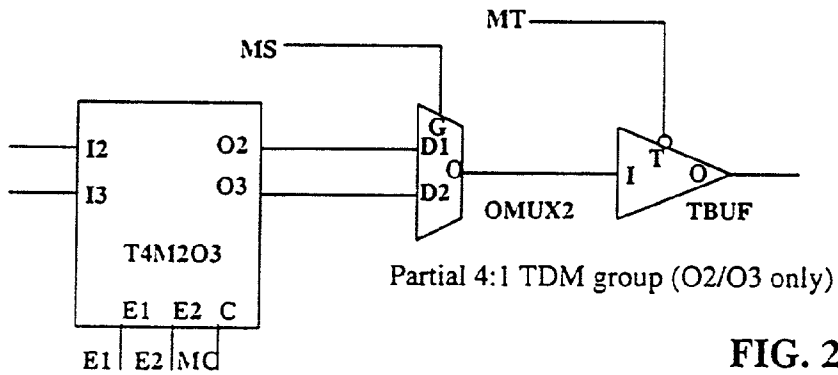 MT
MS
G
I2 O2 D1 T
I3 O3 D2 O I O
OMUX2 TBUF
T4M2O3
Partial 4:1 TDM group (O2/O3 only)
E1 E2 C
E1 E2 MC
FIG. 2